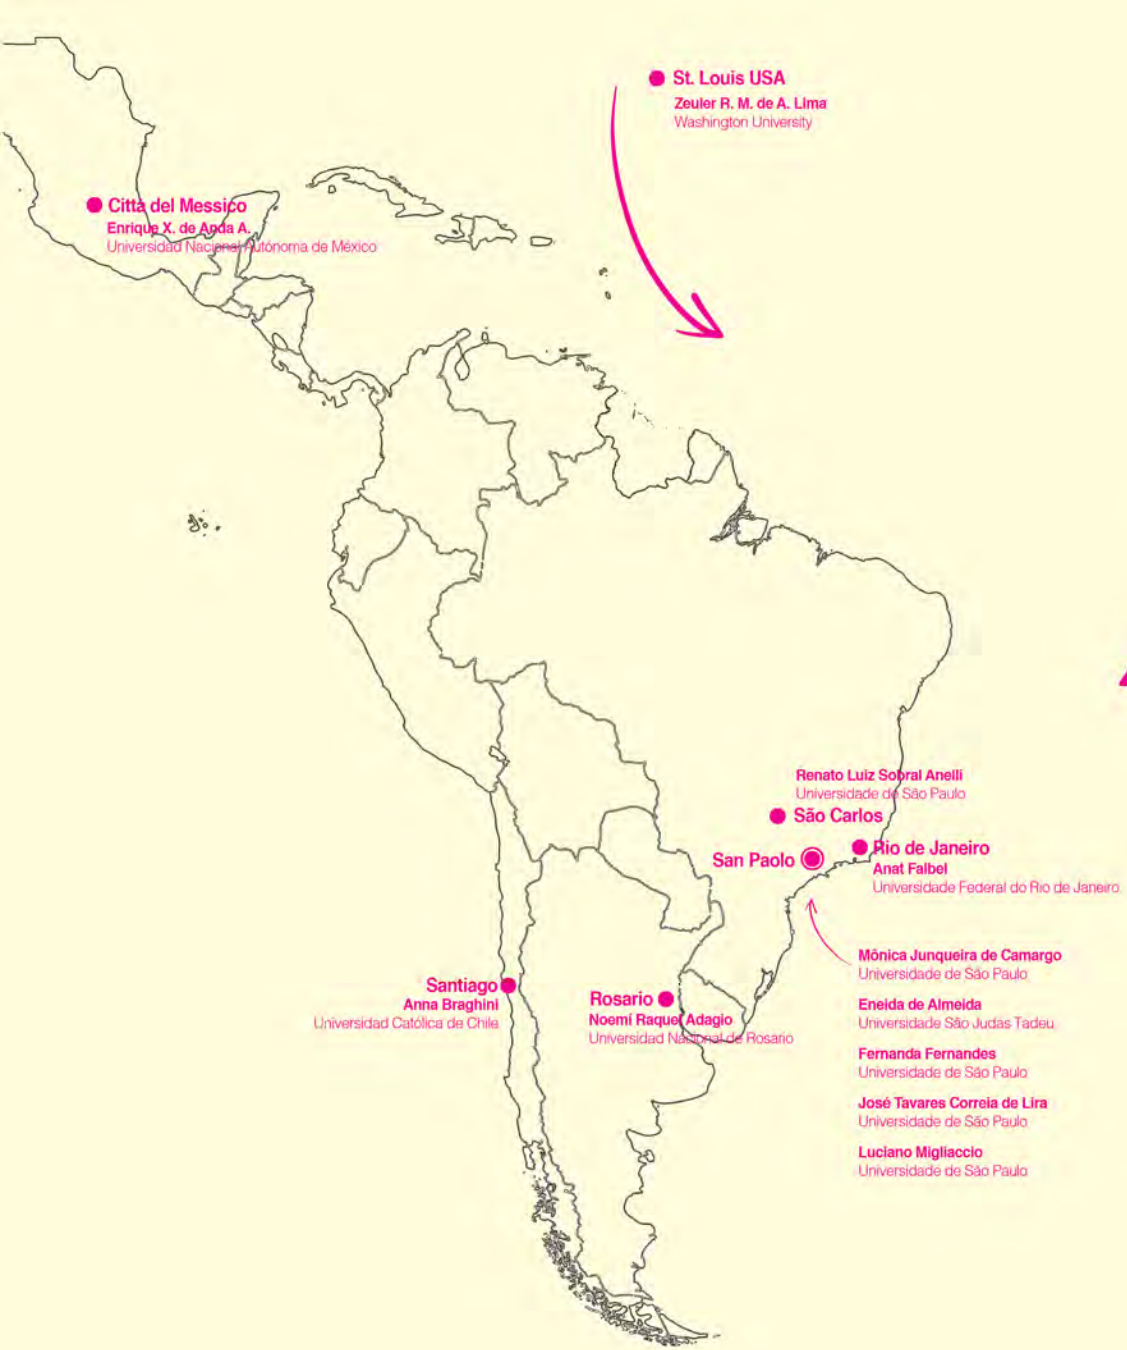 St. Louis USA
Zeuler R. M. de A. Lima
Washington University
Città del Messico
Enrique X. de Anda A.
Universidad Nacional Autónoma de México
Renato Luiz Sobral Anelli
Universidade de São Paulo
São Carlos
San Paolo
Rio de Janeiro
Anat Falbel
Universidade Federal do Rio de Janeiro
Mônica Junqueira de Camargo
Universidade de São Paulo
Eneida de Almeida
Universidade São Judas Tadeu
Fernanda Fernandes
Universidade de São Paulo
José Tavares Correia de Lira
Universidade de São Paulo
Luciano Migliaccio
Universidade de São Paulo
Santiago
Anna Braghini
Universidad Católica de Chile
Rosario
Noemí Raquel Adagio
Universidad Nacional de Rosario